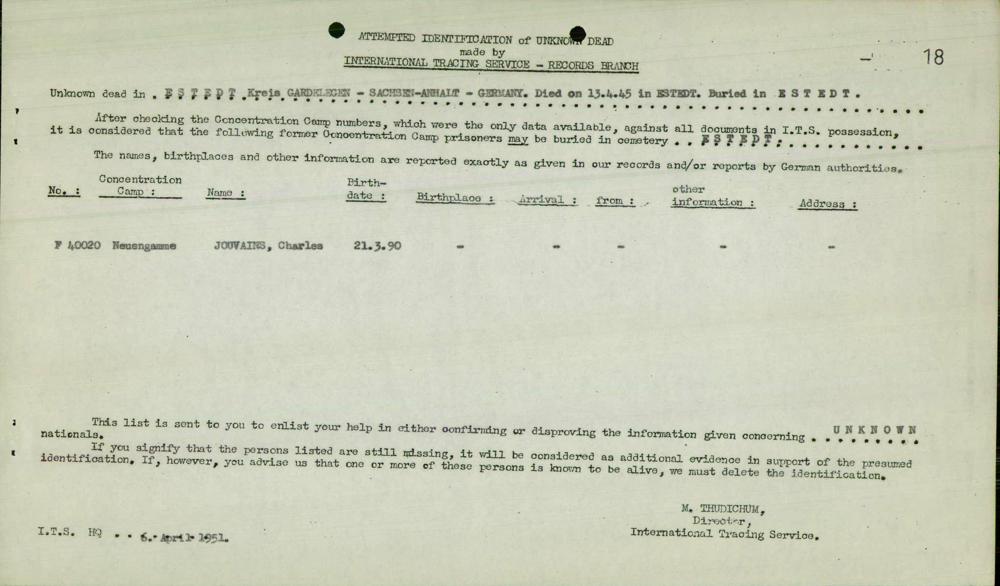 ATTEMPTED IDENTIFICATION of UNKNOWN DEAD
made by
INTERNATIONAL TRACING SERVICE - RECORDS BRANCH
- 18
Unknown dead in . E S T E D T Kreis GARDELEGEN - SACHSEN-ANHALT - GERMANY. Died on 13.4.45 in ESTEDT. Buried in E S T E D T .
After checking the Concentration Camp numbers, which were the only data available, against all documents in I.T.S. possession,
it is considered that the following former Concentration Camp prisoners may be buried in cemetery . . E S T E D T .
The names, birthplaces and other information are reported exactly as given in our records and/or reports by German authorities.
No. : Concentration Camp : Name : Birth-date : Birthplace : Arrival : from : other information : Address :
F 40020 Neuengamme JOUVAINS, Charles 21.3.90 - - - - -
This list is sent to you to enlist your help in either confirming or disproving the information given concerning . U N K N O W N
nationals.
If you signify that the persons listed are still missing, it will be considered as additional evidence in support of the presumed
identification. If, however, you advise us that one or more of these persons is known to be alive, we must delete the identification.
M. THUDICHUM,
Director,
International Tracing Service.
I.T.S. HQ . . 6. April 1951.